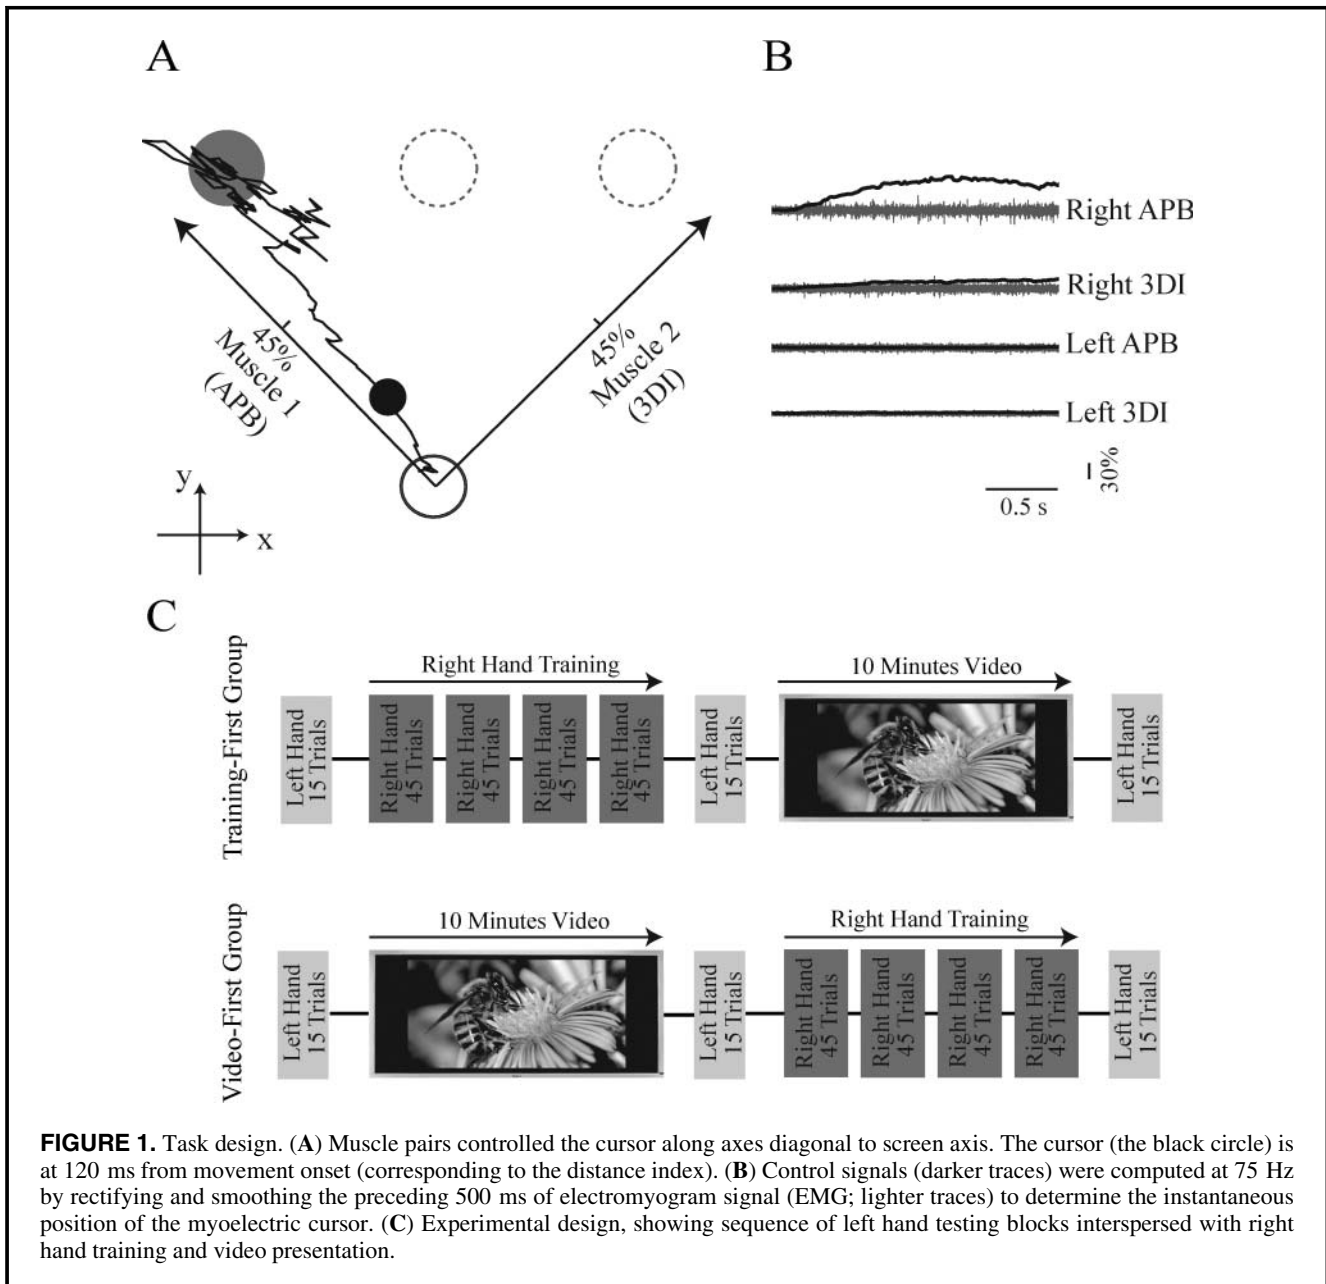 A
B
45%
Muscle 1
(APB)
45%
Muscle 2
(3DI)
y
x
Right APB
Right 3DI
Left APB
Left 3DI
30%
0.5 s
C
Training-First Group
Right Hand Training
10 Minutes Video
Left Hand
15 Trials
Right Hand
45 Trials
Right Hand
45 Trials
Right Hand
45 Trials
Right Hand
45 Trials
Left Hand
15 Trials
Left Hand
15 Trials
Video-First Group
10 Minutes Video
Right Hand Training
Left Hand
15 Trials
Left Hand
15 Trials
Right Hand
45 Trials
Right Hand
45 Trials
Right Hand
45 Trials
Right Hand
45 Trials
Left Hand
15 Trials
FIGURE 1. Task design. (A) Muscle pairs controlled the cursor along axes diagonal to screen axis. The cursor (the black circle) is
at 120 ms from movement onset (corresponding to the distance index). (B) Control signals (darker traces) were computed at 75 Hz
by rectifying and smoothing the preceding 500 ms of electromyogram signal (EMG; lighter traces) to determine the instantaneous
position of the myoelectric cursor. (C) Experimental design, showing sequence of left hand testing blocks interspersed with right
hand training and video presentation.